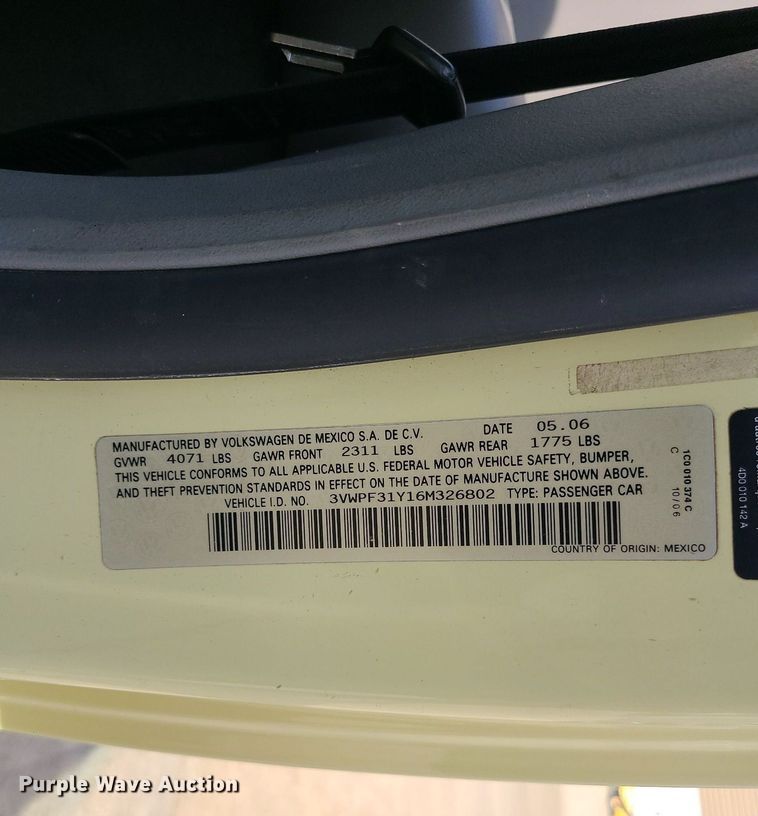 MANUFACTURED BY VOLKSWAGEN DE MEXICO S.A. DE C.V. DATE 05.06
GVWR 4071 LBS GAWR FRONT 2311 LBS GAWR REAR 1775 LBS
THIS VEHICLE CONFORMS TO ALL APPLICABLE U.S. FEDERAL MOTOR VEHICLE SAFETY, BUMPER,
AND THEFT PREVENTION STANDARDS IN EFFECT ON THE DATE OF MANUFACTURE SHOWN ABOVE.
VEHICLE I.D. NO. 3VWPF31Y16M326802 TYPE: PASSENGER CAR
COUNTRY OF ORIGIN: MEXICO
1C0 010 374 C
C 10/06
4D0 010 142 A
Purple Wave Auction